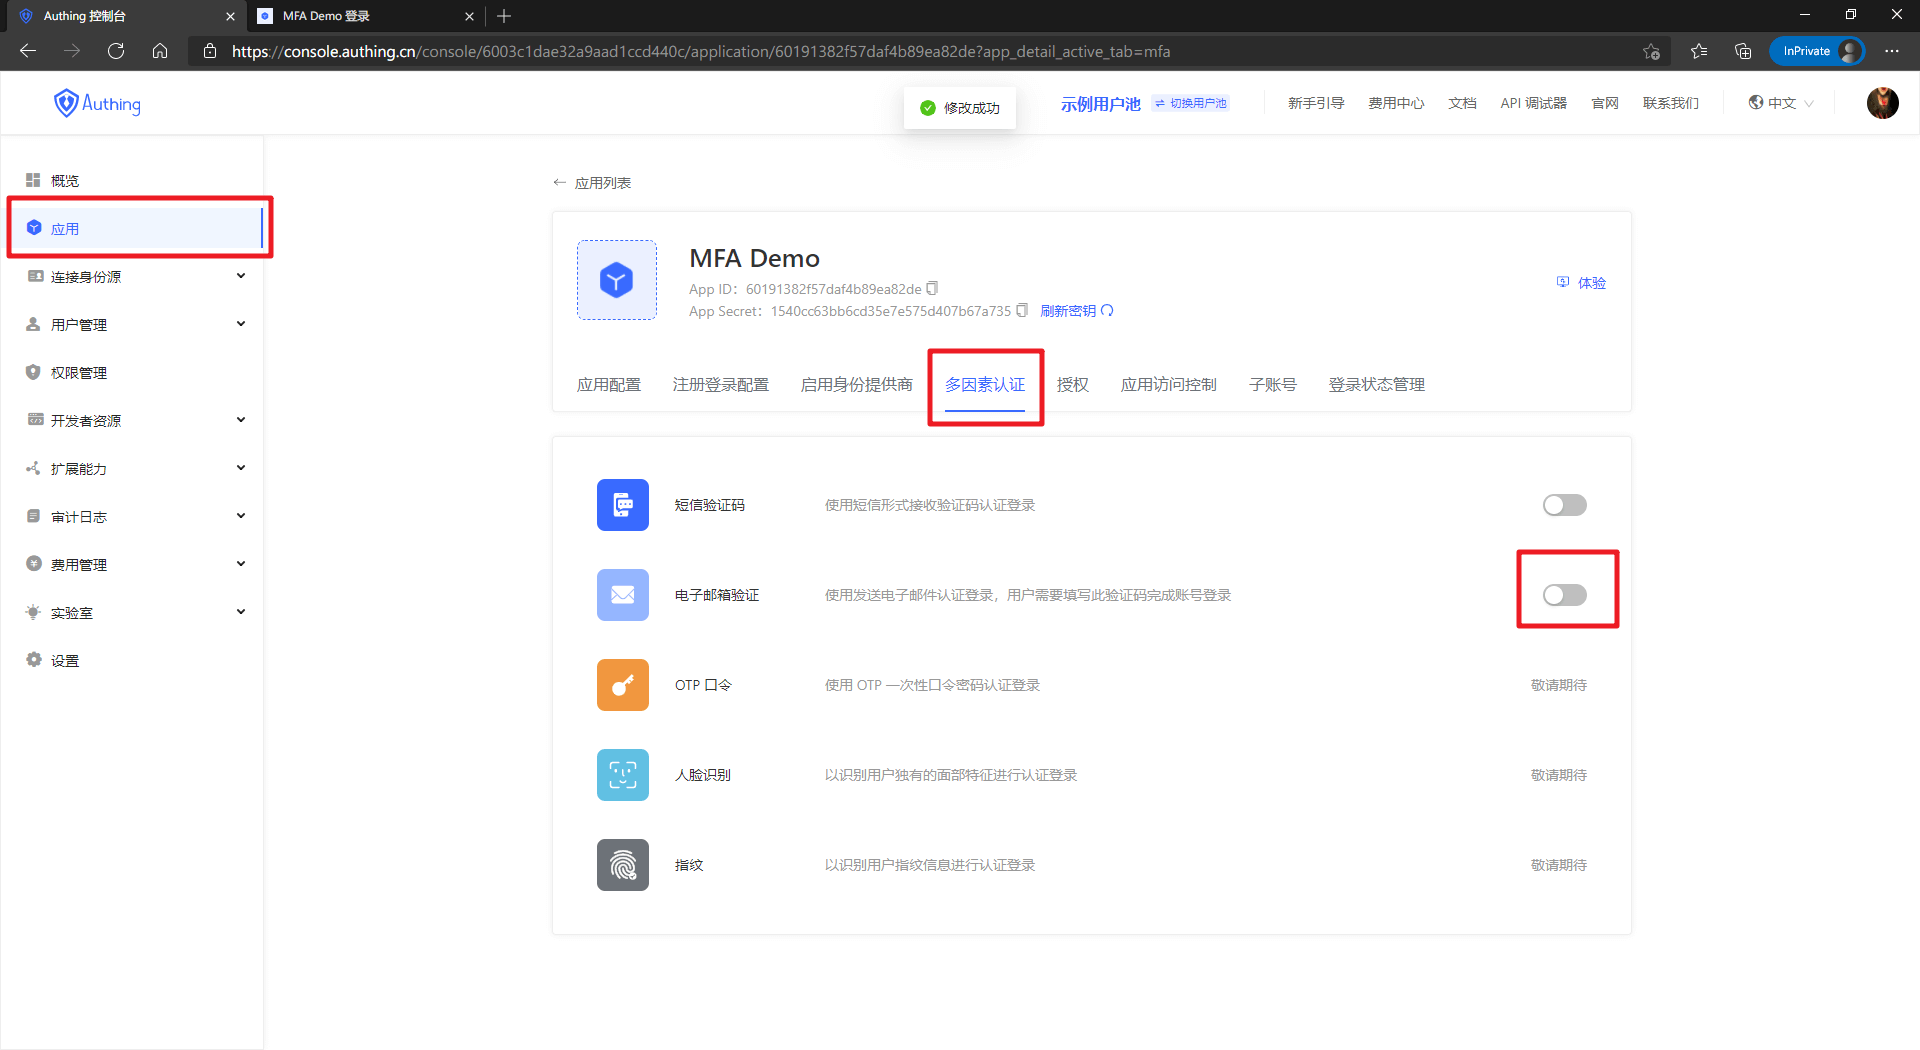 Authing 控制台
MFA Demo 登录
https://console.authing.cn/console/6003c1dae32a9aad1ccd440c/application/60191382f57daf4b89ea82de?app_detail_active_tab=mfa
InPrivate
Authing
修改成功
示例用户池
切换用户池
新手引导
费用中心
文档
API 调试器
官网
联系我们
中文
概览
应用
连接身份源
用户管理
权限管理
开发者资源
扩展能力
审计日志
费用管理
实验室
设置
应用列表
MFA Demo
App ID：60191382f57daf4b89ea82de
App Secret：1540cc63bb6cd35e7e575d407b67a735 刷新密钥
体验
应用配置
注册登录配置
启用身份提供商
多因素认证
授权
应用访问控制
子账号
登录状态管理
短信验证码 使用短信形式接收验证码认证登录
电子邮箱验证 使用发送电子邮件认证登录，用户需要填写此验证码完成账号登录
OTP 口令 使用 OTP 一次性口令密码认证登录 敬请期待
人脸识别 以识别用户独有的面部特征进行认证登录 敬请期待
指纹 以识别用户指纹信息进行认证登录 敬请期待